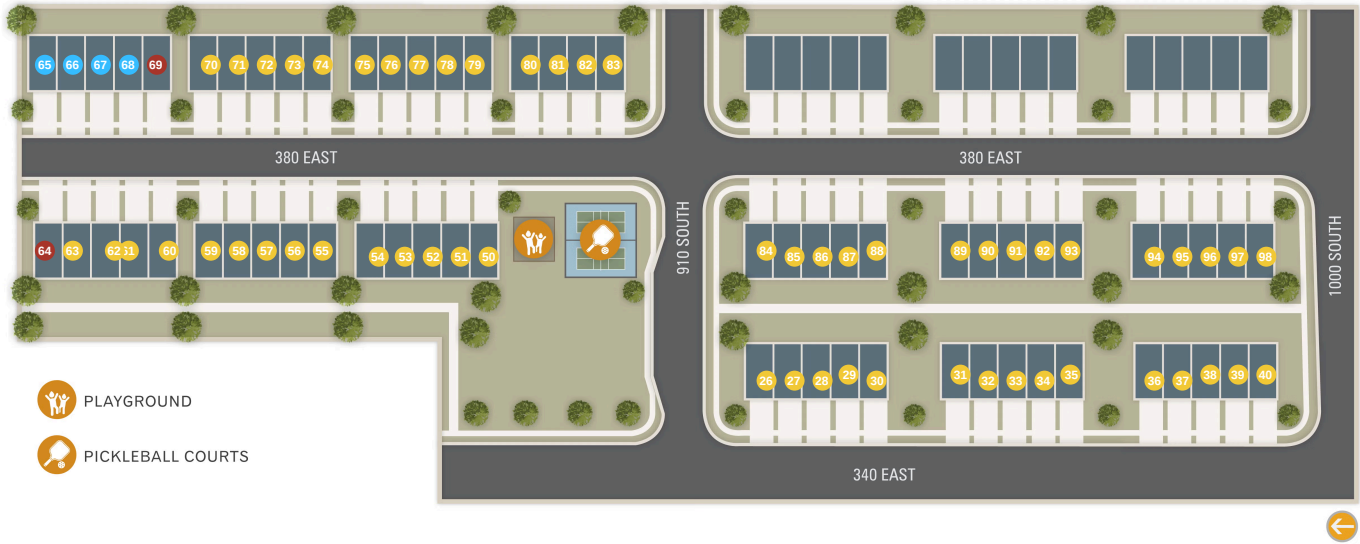 65 66 67 68 69 70 71 72 73 74 75 76 77 78 79 80 81 82 83
380 EAST 380 EAST
910 SOUTH
1000 SOUTH
64 63 62 61 60 59 58 57 56 55 54 53 52 51 50 84 85 86 87 88 89 90 91 92 93 94 95 96 97 98
26 27 28 29 30 31 32 33 34 35 36 37 38 39 40
PLAYGROUND
PICKLEBALL COURTS
340 EAST